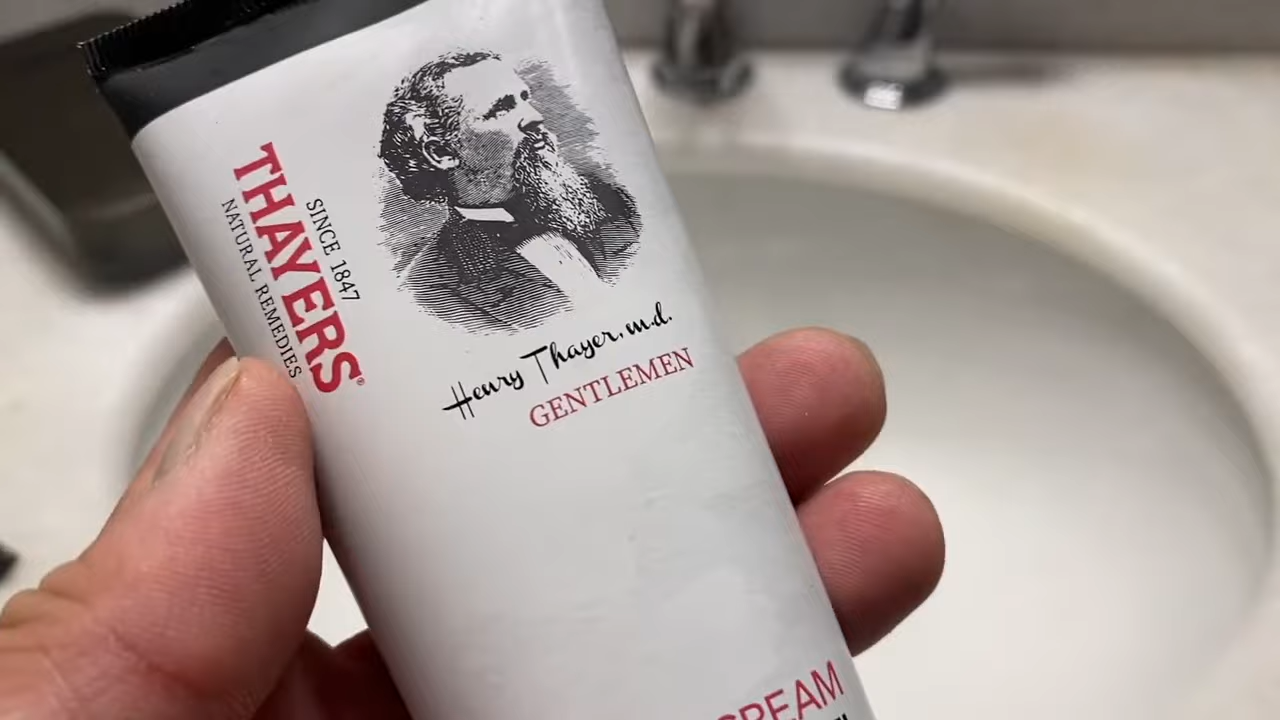 SINCE 1847
THAYERS®
NATURAL REMEDIES
Henry Thayer, m.d.
GENTLEMEN
CREAM